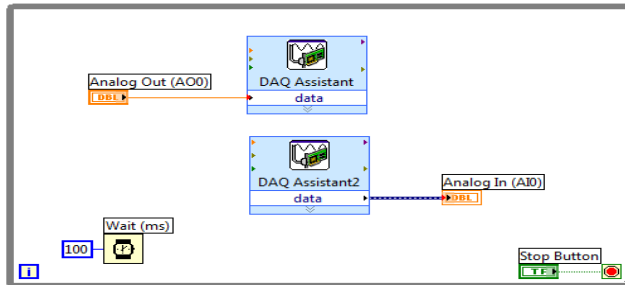 DAQ Assistant
data
Analog Out (AO0)
DBL
DAQ Assistant2
data
Analog In (AI0)
DBL
Wait (ms)
100
Stop Button
TF
i